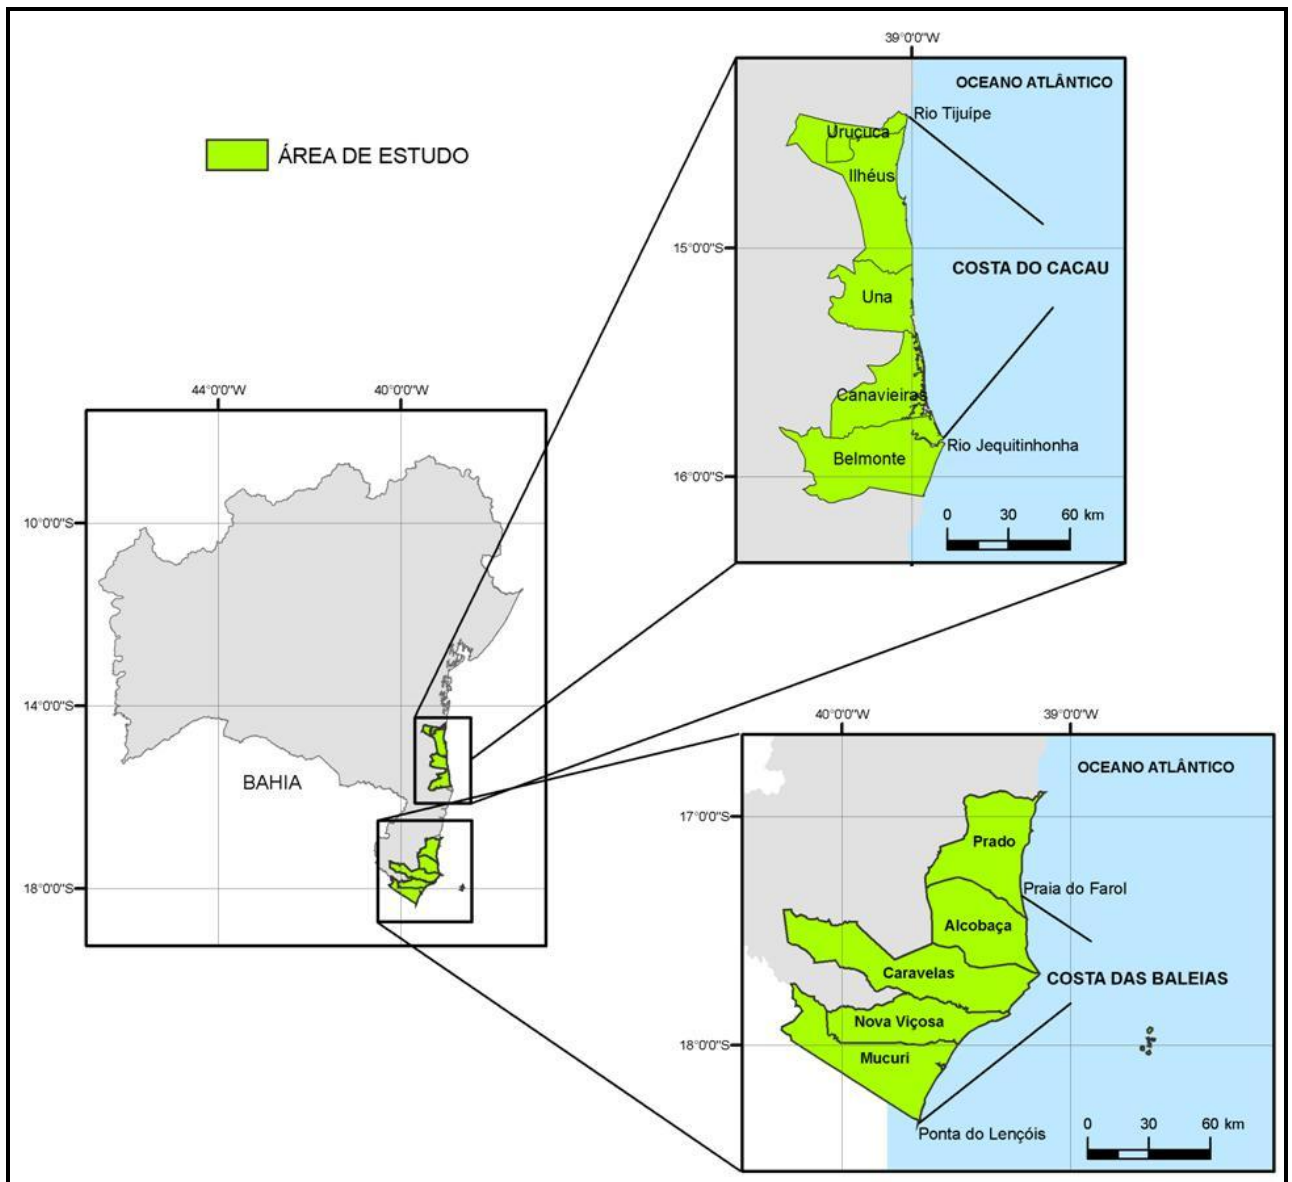 ÁREA DE ESTUDO
44°0'0"W
40°0'0"W
10°0'0"S
14°0'0"S
18°0'0"S
BAHIA
39°0'0"W
OCEANO ATLÂNTICO
Rio Tijuípe
Uruçuca
Ilhéus
15°0'0"S
COSTA DO CACAU
Una
Canavieiras
Rio Jequitinhonha
Belmonte
16°0'0"S
0 30 60 km
40°0'0"W
39°0'0"W
OCEANO ATLÂNTICO
17°0'0"S
Prado
Praia do Farol
Alcobaça
Caravelas
COSTA DAS BALEIAS
Nova Viçosa
18°0'0"S
Mucuri
Ponta do Lençóis
0 30 60 km